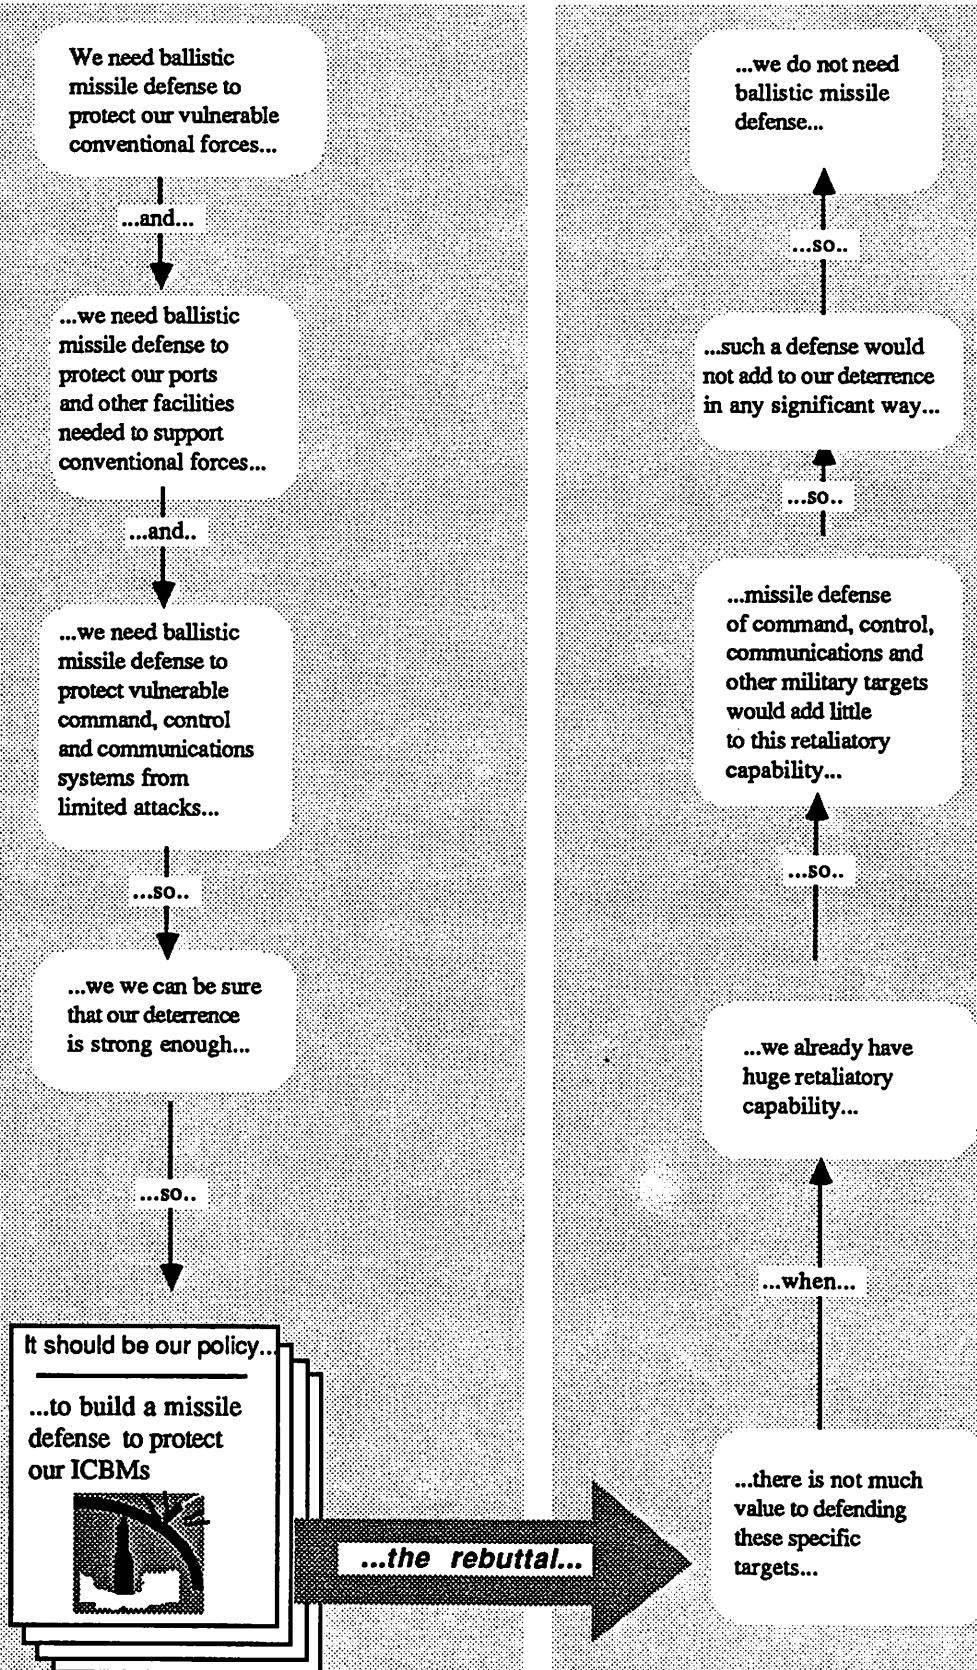 We need ballistic
missile defense to
protect our vulnerable
conventional forces...
...and...
...we need ballistic
missile defense to
protect our ports
and other facilities
needed to support
conventional forces...
...and..
...we need ballistic
missile defense to
protect vulnerable
command, control
and communications
systems from
limited attacks...
...so..
...we we can be sure
that our deterrence
is strong enough...
...so..
It should be our policy...
...to build a missile
defense to protect
our ICBMs
...the rebuttal...
...there is not much
value to defending
these specific
targets...
...when...
...we already have
huge retaliatory
capability...
...so..
...missile defense
of command, control,
communications and
other military targets
would add little
to this retaliatory
capability...
...so..
...such a defense would
not add to our deterrence
in any significant way...
...so..
...we do not need
ballistic missile
defense...